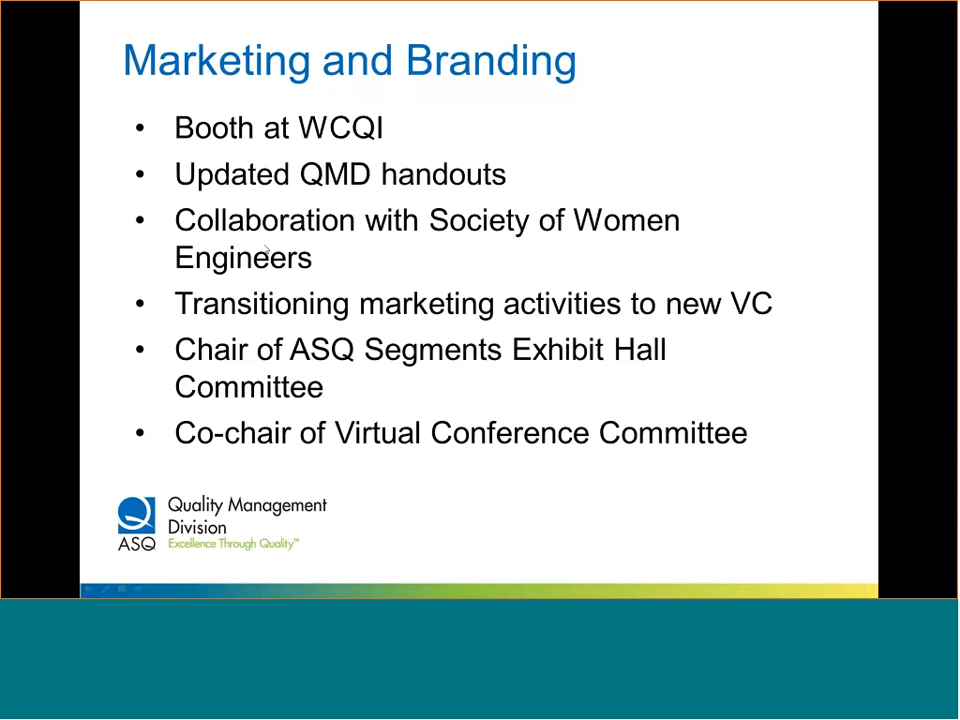 Marketing and Branding
• Booth at WCQI
• Updated QMD handouts
• Collaboration with Society of Women
Engineers
• Transitioning marketing activities to new VC
• Chair of ASQ Segments Exhibit Hall
Committee
• Co-chair of Virtual Conference Committee
Quality Management
Division
ASQ Excellence Through Quality™